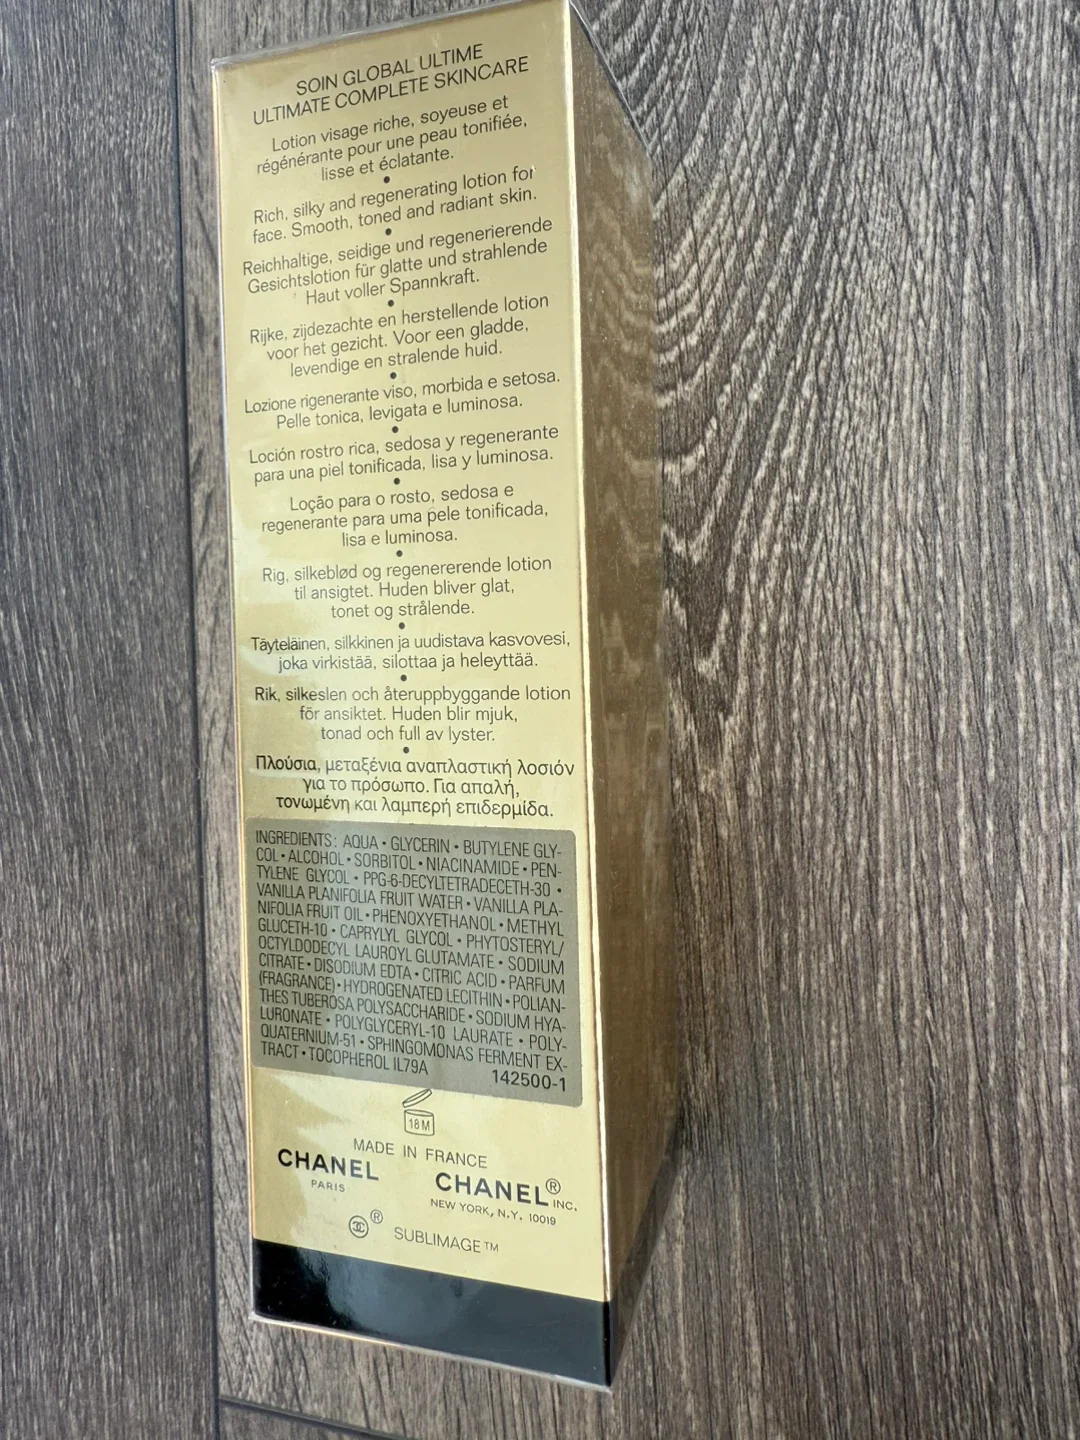 SOIN GLOBAL ULTIME
ULTIMATE COMPLETE SKINCARE
Lotion visage riche, soyeuse et
régénérante pour une peau tonifiée,
lisse et éclatante.
•
Rich, silky and regenerating lotion for
face. Smooth, toned and radiant skin.
•
Reichhaltige, seidige und regenerierende
Gesichtslotion für glatte und strahlende
Haut voller Spannkraft.
•
Rijke, zijdezachte en herstellende lotion
voor het gezicht. Voor een gladde,
levendige en stralende huid.
•
Lozione rigenerante viso, morbida e setosa.
Pelle tonica, levigata e luminosa.
•
Loción rostro rica, sedosa y regenerante
para una piel tonificada, lisa y luminosa.
•
Loção para o rosto, sedosa e
regenerante para uma pele tonificada,
lisa e luminosa.
•
Rig, silkeblød og regenererende lotion
til ansigtet. Huden bliver glat,
tonet og strålende.
•
Täyteläinen, silkkinen ja uudistava kasvovesi,
joka virkistää, silottaa ja heleyttää.
•
Rik, silkeslen och återuppbyggande lotion
för ansiktet. Huden blir mjuk,
tonad och full av lyster.
•
Πλούσια, μεταξένια αναπλαστική λοσιόν
για το πρόσωπο. Για απαλή,
τονωμένη και λαμπερή επιδερμίδα.
INGREDIENTS: AQUA • GLYCERIN • BUTYLENE GLY-
COL • ALCOHOL • SORBITOL • NIACINAMIDE • PEN-
TYLENE GLYCOL • PPG-6-DECYLTETRADECETH-30 •
VANILLA PLANIFOLIA FRUIT WATER • VANILLA PLA-
NIFOLIA FRUIT OIL • PHENOXYETHANOL • METHYL
GLUCETH-10 • CAPRYLYL GLYCOL • PHYTOSTERYL/
OCTYLDODECYL LAUROYL GLUTAMATE • SODIUM
CITRATE • DISODIUM EDTA • CITRIC ACID • PARFUM
(FRAGRANCE) • HYDROGENATED LECITHIN • POLIAN-
THES TUBEROSA POLYSACCHARIDE • SODIUM HYA-
LURONATE • POLYGLYCERYL-10 LAURATE • POLY-
QUATERNIUM-51 • SPHINGOMONAS FERMENT EX-
TRACT • TOCOPHEROL IL79A
142500-1
18M
MADE IN FRANCE
CHANEL
PARIS
CHANEL® INC.
NEW YORK, N.Y. 10019
® SUBLIMAGE™